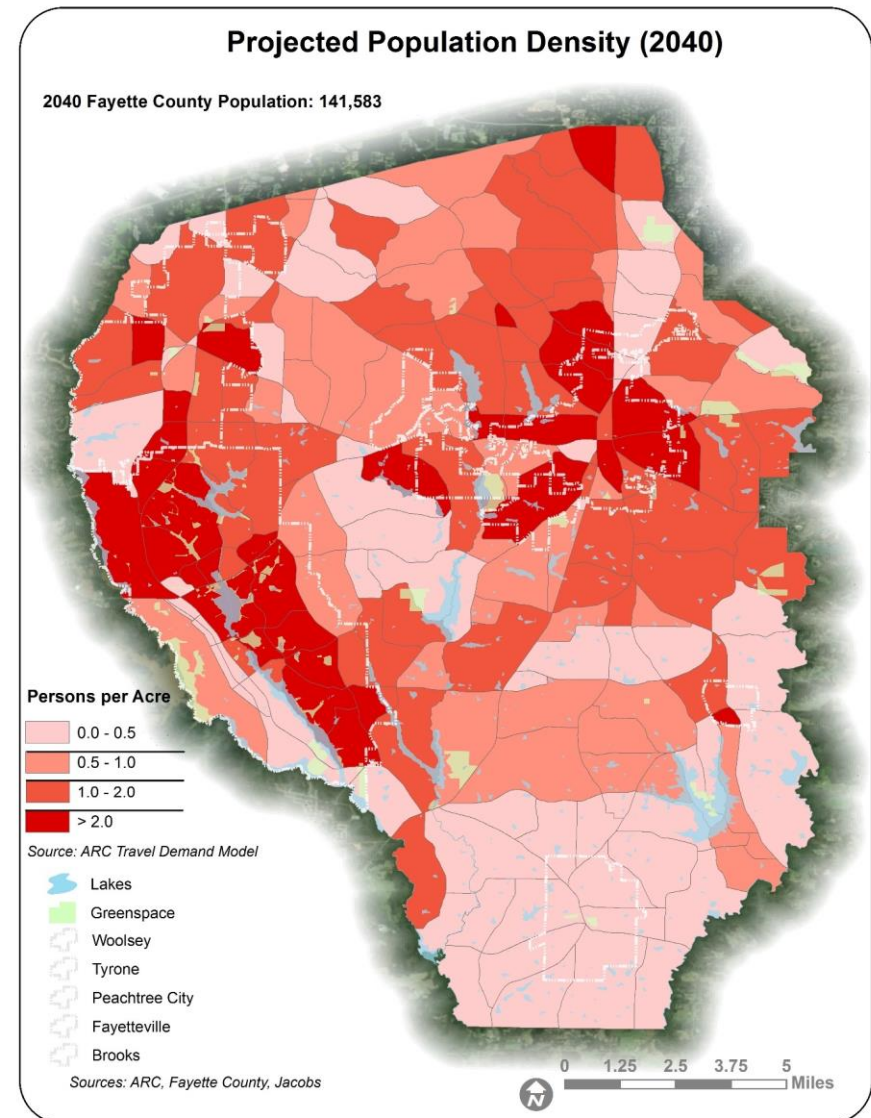 Projected Population Density (2040)
2040 Fayette County Population: 141,583
Persons per Acre
0.0 - 0.5
0.5 - 1.0
1.0 - 2.0
> 2.0
Source: ARC Travel Demand Model
Lakes
Greenspace
Woolsey
Tyrone
Peachtree City
Fayetteville
Brooks
Sources: ARC, Fayette County, Jacobs
N
0 1.25 2.5 3.75 5
Miles